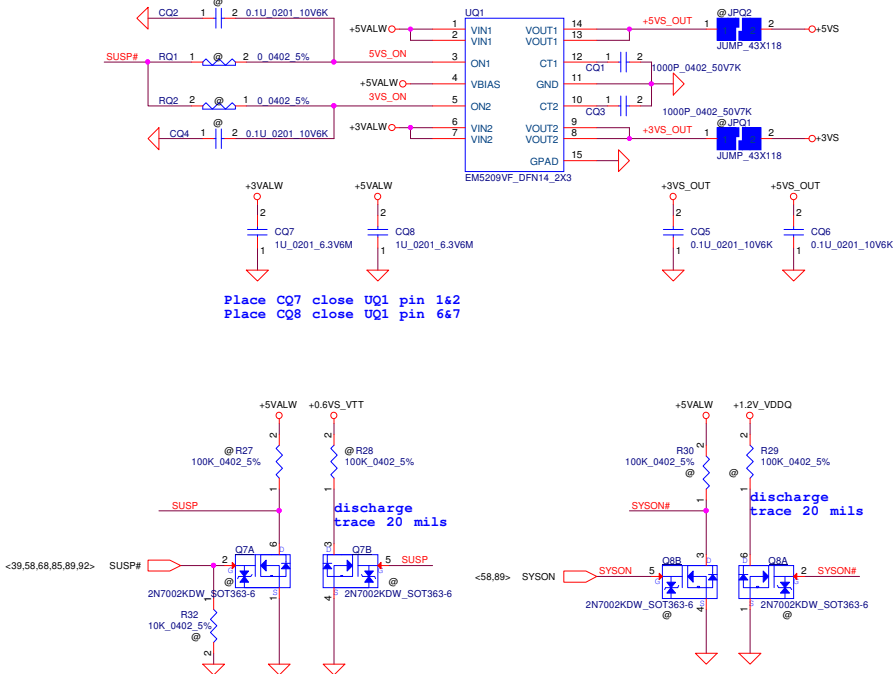 CQ2 1 @ 2 0.1U_0201_10V6K
SUSP# RQ1 1 @ 2 0_0402_5% 5VS_ON
RQ2 2 @ 1 0_0402_5% 3VS_ON
CQ4 1 @ 2 0.1U_0201_10V6K
+5VALW
+5VALW
+3VALW
UQ1
1 VIN1 VOUT1 14
2 VIN1 VOUT1 13
3 ON1 CT1 12
4 VBIAS GND 11
5 ON2 CT2 10
6 VIN2 VOUT2 9
7 VIN2 VOUT2 8
GPAD 15
EM5209VF_DFN14_2X3
+5VS_OUT 1 @JPQ2 2 +5VS
JUMP_43X118
CQ1 1 2 1000P_0402_50V7K
CQ3 1 2 1000P_0402_50V7K
+3VS_OUT 1 @JPQ1 2 +3VS
JUMP_43X118
+3VALW
2
CQ7
1U_0201_6.3V6M
1
+5VALW
2
CQ8
1U_0201_6.3V6M
1
+3VS_OUT
2
CQ5
0.1U_0201_10V6K
1
+5VS_OUT
2
CQ6
0.1U_0201_10V6K
1
Place CQ7 close UQ1 pin 1&2
Place CQ8 close UQ1 pin 6&7
+5VALW
2
@ R27
100K_0402_5%
1
+0.6VS_VTT
2
@ R28
100K_0402_5%
1
SUSP
discharge
trace 20 mils
<39,58,68,85,89,92> SUSP#
Q7A
2 G
6 D
1 S
@
2N7002KDW_SOT363-6
Q7B
5 G SUSP
3 D
4 S
@
2N7002KDW_SOT363-6
1
R32
10K_0402_5%
@
2
+5VALW
2
R30
100K_0402_5%
@
1
+1.2V_VDDQ
2
R29
100K_0402_5%
@
1
SYSON#
discharge
trace 20 mils
<58,89> SYSON
SYSON
Q8B
5 G
3 D
4 S
@
2N7002KDW_SOT363-6
Q8A
2 G SYSON#
6 D
1 S
@
2N7002KDW_SOT363-6